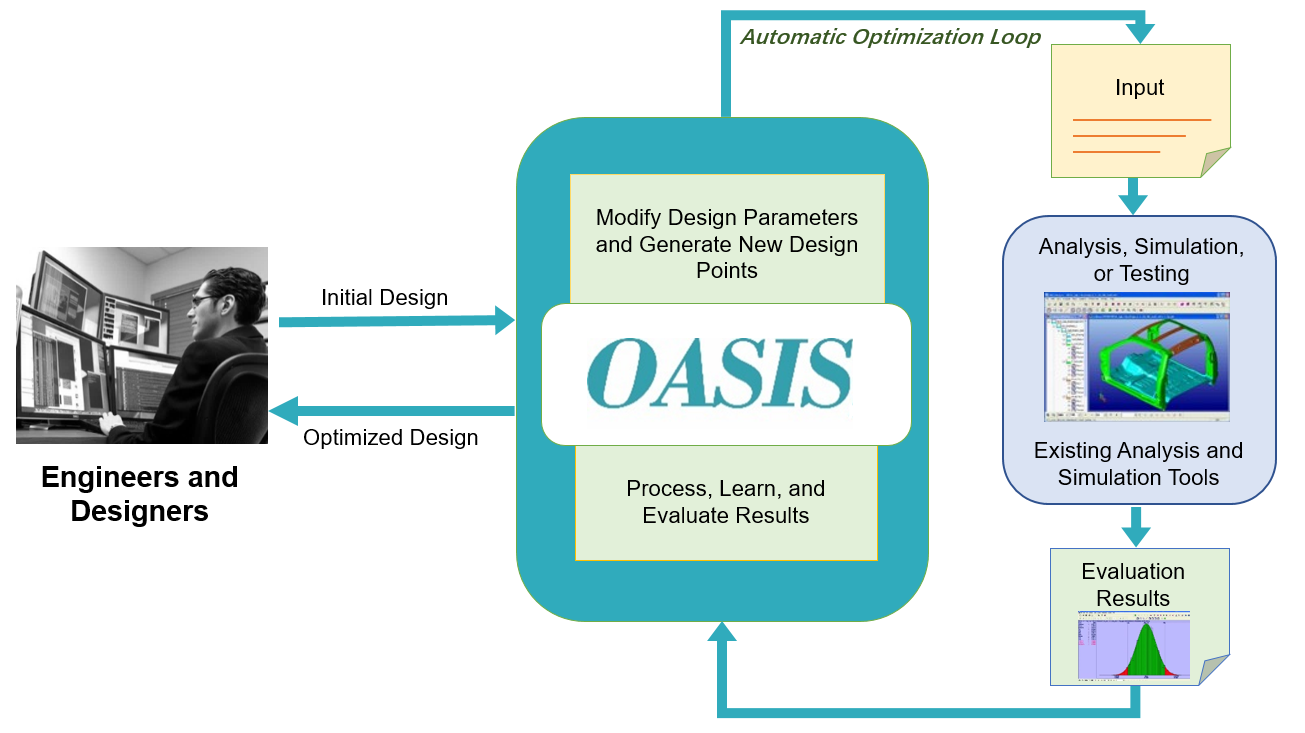 Automatic Optimization Loop
Input
Modify Design Parameters
and Generate New Design
Points
Analysis, Simulation,
or Testing
Initial Design
OASIS
Optimized Design
Existing Analysis and
Simulation Tools
Engineers and
Designers
Process, Learn, and
Evaluate Results
Evaluation
Results